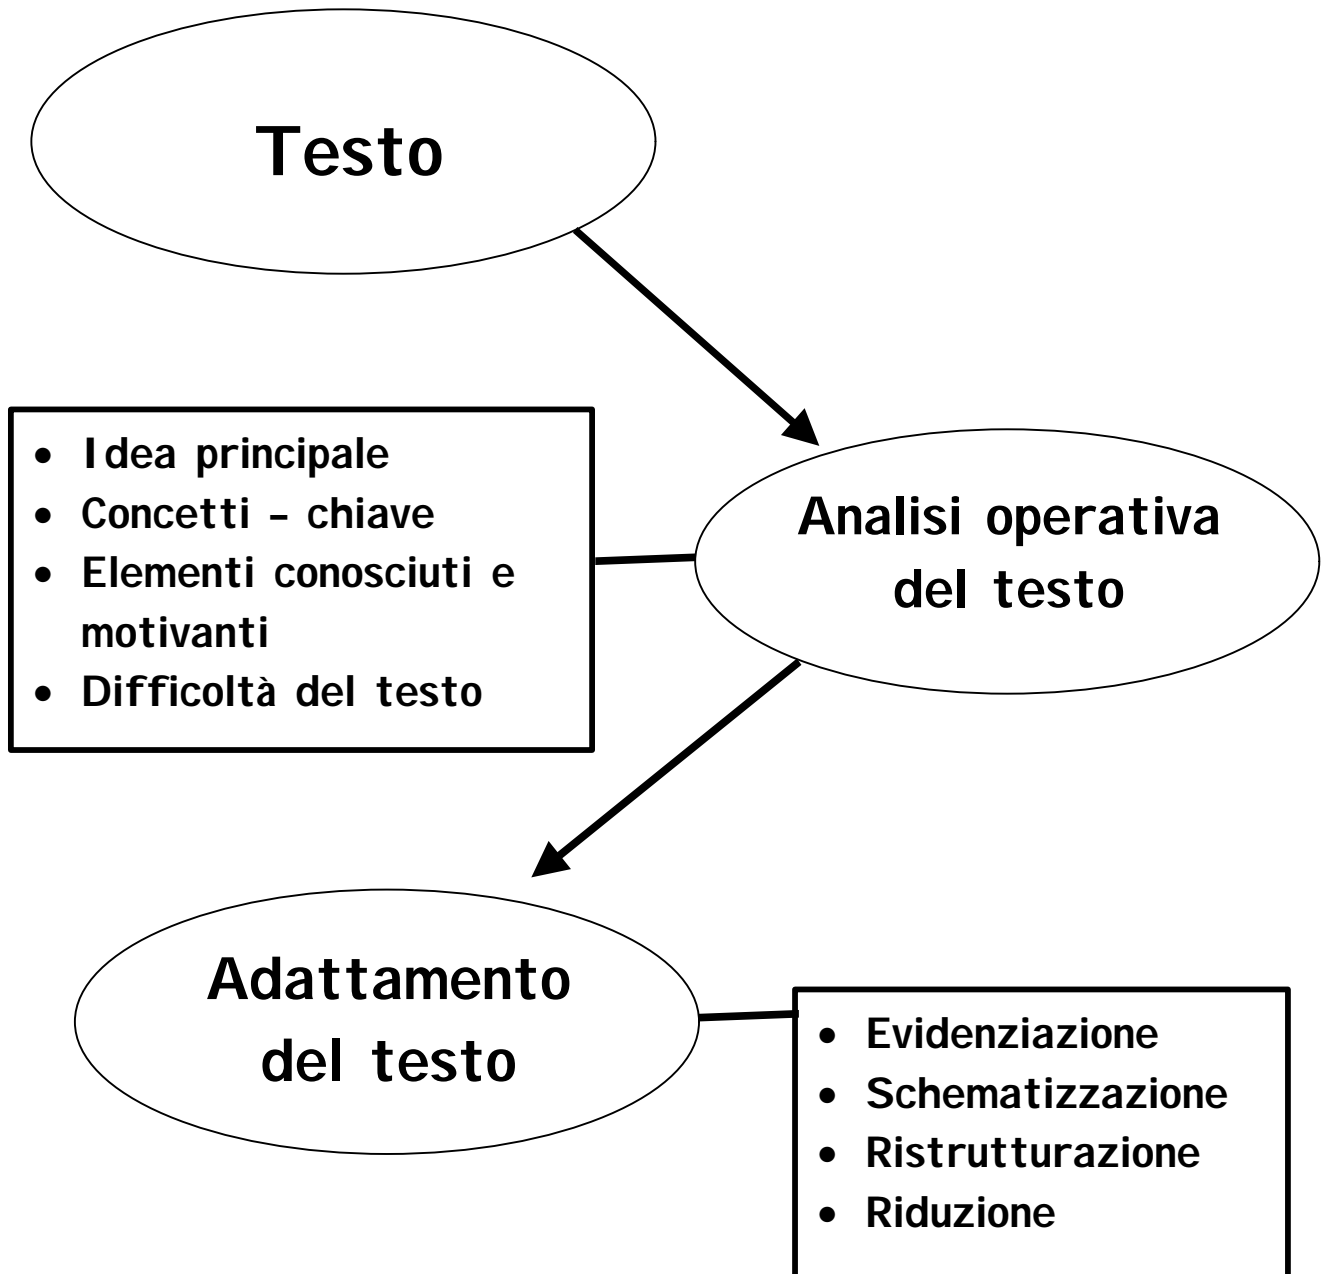 Testo
• Idea principale
• Concetti – chiave
• Elementi conosciuti e
motivanti
• Difficoltà del testo
Analisi operativa
del testo
Adattamento
del testo
• Evidenziazione
• Schematizzazione
• Ristrutturazione
• Riduzione